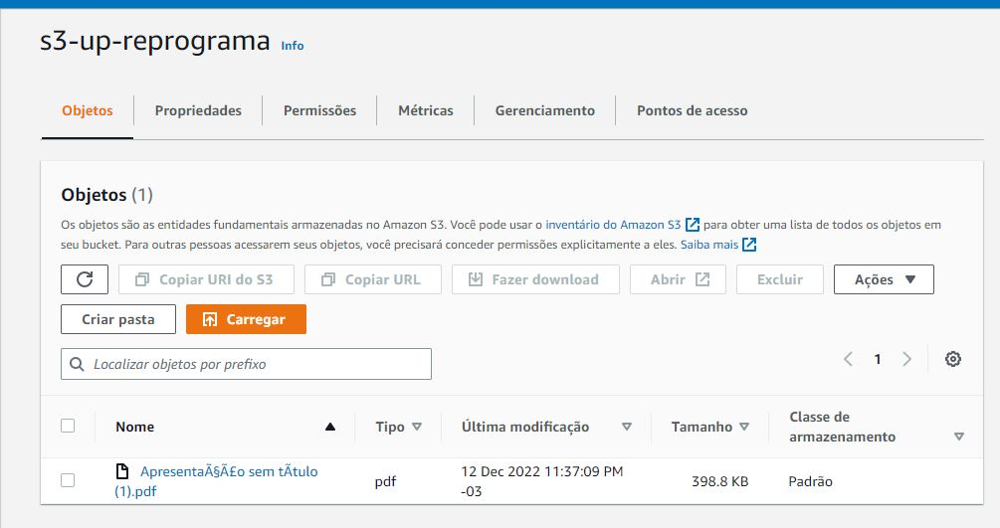 s3-up-reprograma Info
Objetos Propriedades Permissões Métricas Gerenciamento Pontos de acesso
Objetos (1)
Os objetos são as entidades fundamentais armazenadas no Amazon S3. Você pode usar o inventário do Amazon S3 para obter uma lista de todos os objetos em
seu bucket. Para outras pessoas acessarem seus objetos, você precisará conceder permissões explicitamente a eles. Saiba mais
Copiar URI do S3 Copiar URL Fazer download Abrir Excluir Ações
Criar pasta Carregar
Localizar objetos por prefixo 1
Nome Tipo Última modificação Tamanho Classe de
armazenamento
ApresentaÃ§Ã£o sem tÃ­tulo
(1).pdf pdf 12 Dec 2022 11:37:09 PM
-03 398.8 KB Padrão